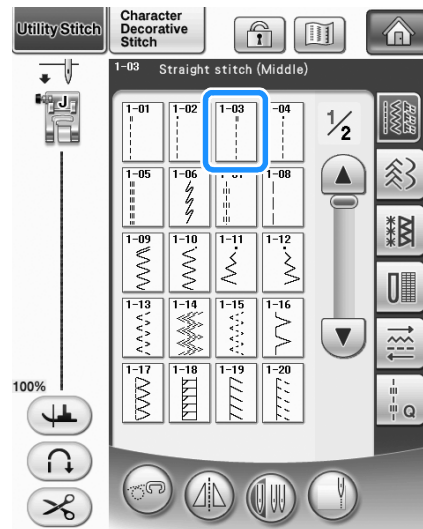 Utility Stitch
Character
Decorative
Stitch
1-03 Straight stitch (Middle)
J
1-01 1-02 1-03 -04
1/2
1-05 1-06 1-08
1-09 1-10 1-11 1-12
1-13 1-14 1-15 1-16
1-17 1-18 1-19 1-20
100%
Q